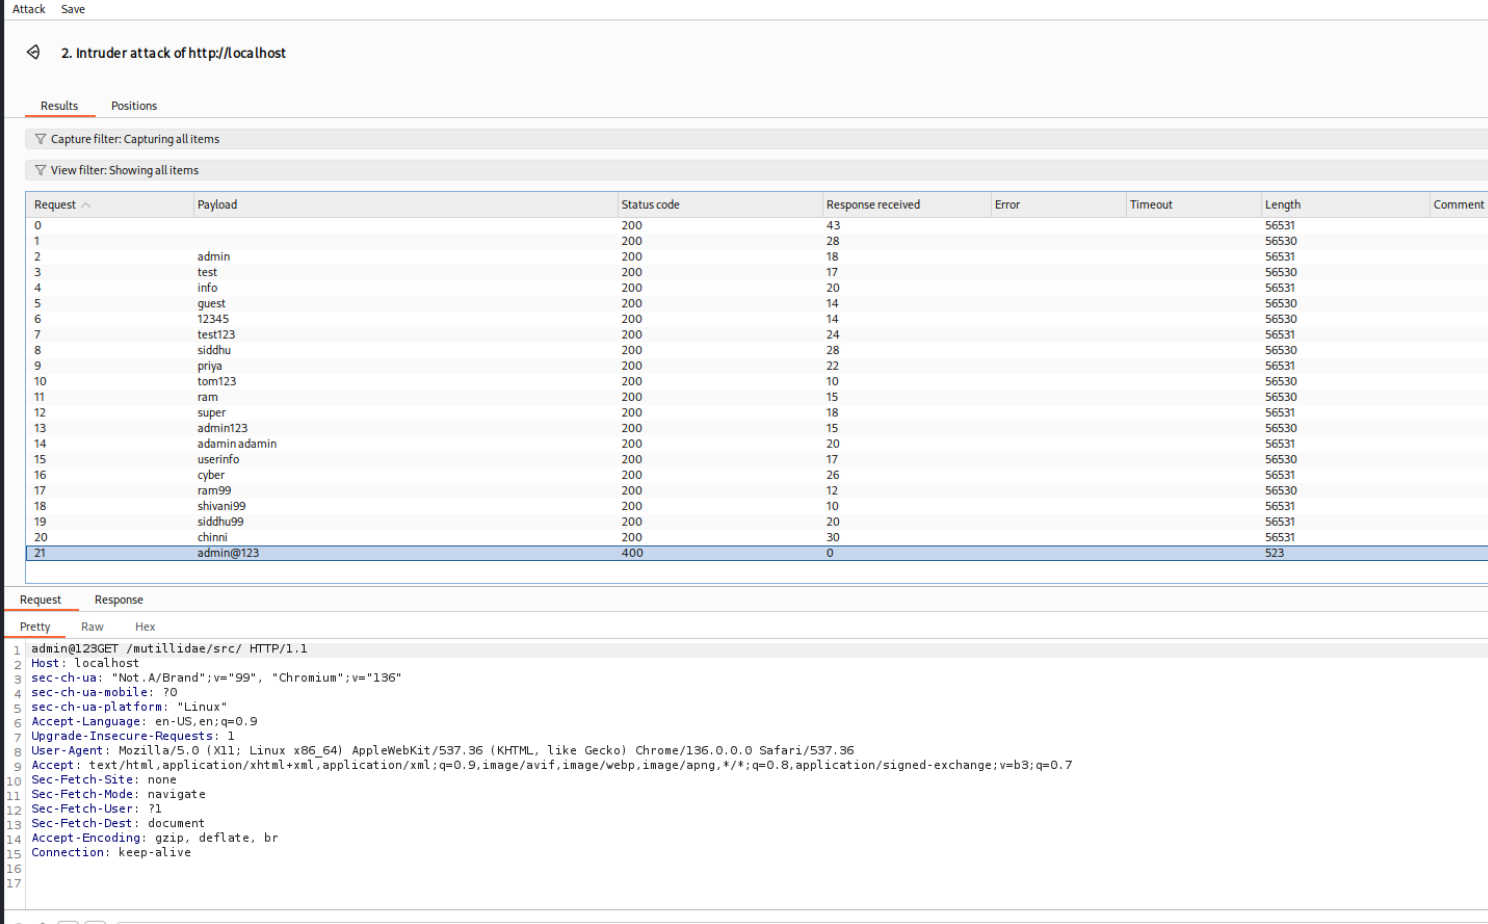 Attack Save
2. Intruder attack of http://localhost
Results Positions
Capture filter: Capturing all items
View filter: Showing all items
Request Payload Status code Response received Error Timeout Length Comment
0 200 43 56531
1 200 28 56530
2 admin 200 18 56531
3 test 200 17 56530
4 info 200 20 56531
5 guest 200 14 56530
6 12345 200 14 56530
7 test123 200 24 56531
8 siddhu 200 28 56530
9 priya 200 22 56531
10 tom123 200 10 56530
11 ram 200 15 56530
12 super 200 18 56531
13 admin123 200 15 56530
14 adamin adamin 200 20 56531
15 userinfo 200 17 56530
16 cyber 200 26 56531
17 ram99 200 12 56530
18 shivani99 200 10 56531
19 siddhu99 200 20 56531
20 chinni 200 30 56531
21 admin@123 400 0 523
Request Response
Pretty Raw Hex
1 admin@123GET /mutillidae/src/ HTTP/1.1
2 Host: localhost
3 sec-ch-ua: "Not.A/Brand";v="99", "Chromium";v="136"
4 sec-ch-ua-mobile: ?0
5 sec-ch-ua-platform: "Linux"
6 Accept-Language: en-US,en;q=0.9
7 Upgrade-Insecure-Requests: 1
8 User-Agent: Mozilla/5.0 (X11; Linux x86_64) AppleWebKit/537.36 (KHTML, like Gecko) Chrome/136.0.0.0 Safari/537.36
9 Accept: text/html,application/xhtml+xml,application/xml;q=0.9,image/avif,image/webp,image/apng,*/*;q=0.8,application/signed-exchange;v=b3;q=0.7
10 Sec-Fetch-Site: none
11 Sec-Fetch-Mode: navigate
12 Sec-Fetch-User: ?1
13 Sec-Fetch-Dest: document
14 Accept-Encoding: gzip, deflate, br
15 Connection: keep-alive
16
17